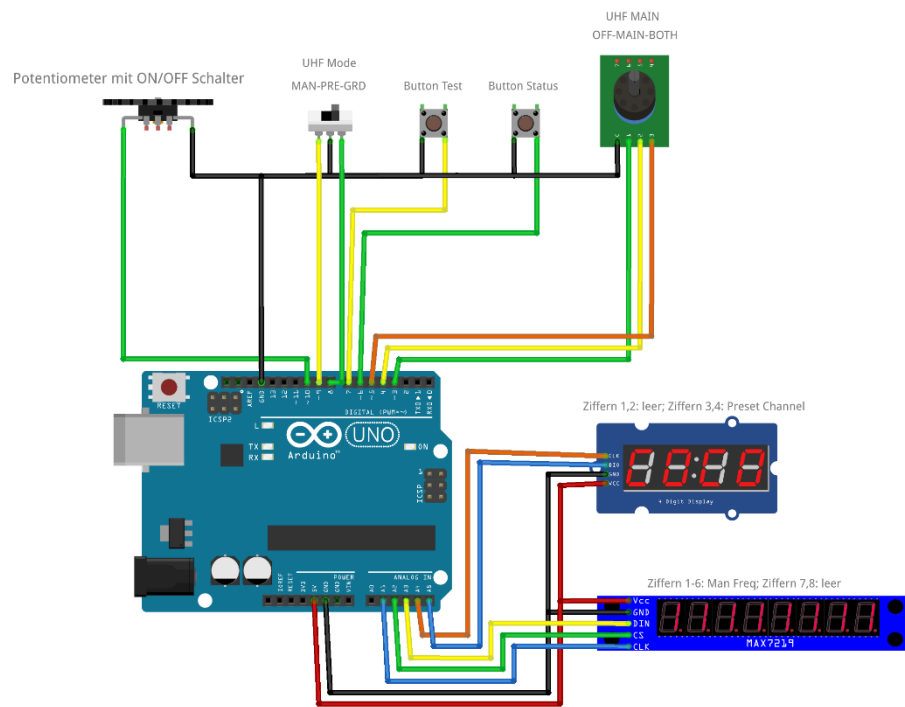 UHF MAIN
OFF-MAIN-BOTH
Potentiometer mit ON/OFF Schalter
UHF Mode
MAN-PRE-GRD
Button Test
Button Status
RESET
ICSP2
AREF
GND
13
12
~11
~10
~9
8
7
~6
~5
~4
~3
2
TXD▶1
RXD◀0
DIGITAL (PWM~)
L
TX
RX
Arduino™
UNO
ON
ICSP
1
IOREF
RESET
3V3
5V
GND
GND
VIN
POWER
ANALOG IN
A0
A1
A2
A3
A4
A5
Ziffern 1,2: leer; Ziffern 3,4: Preset Channel
CLK
DIO
GND
VCC
4 Digit Display
Ziffern 1-6: Man Freq; Ziffern 7,8: leer
Vcc
GND
DIN
CS
CLK
MAX7219